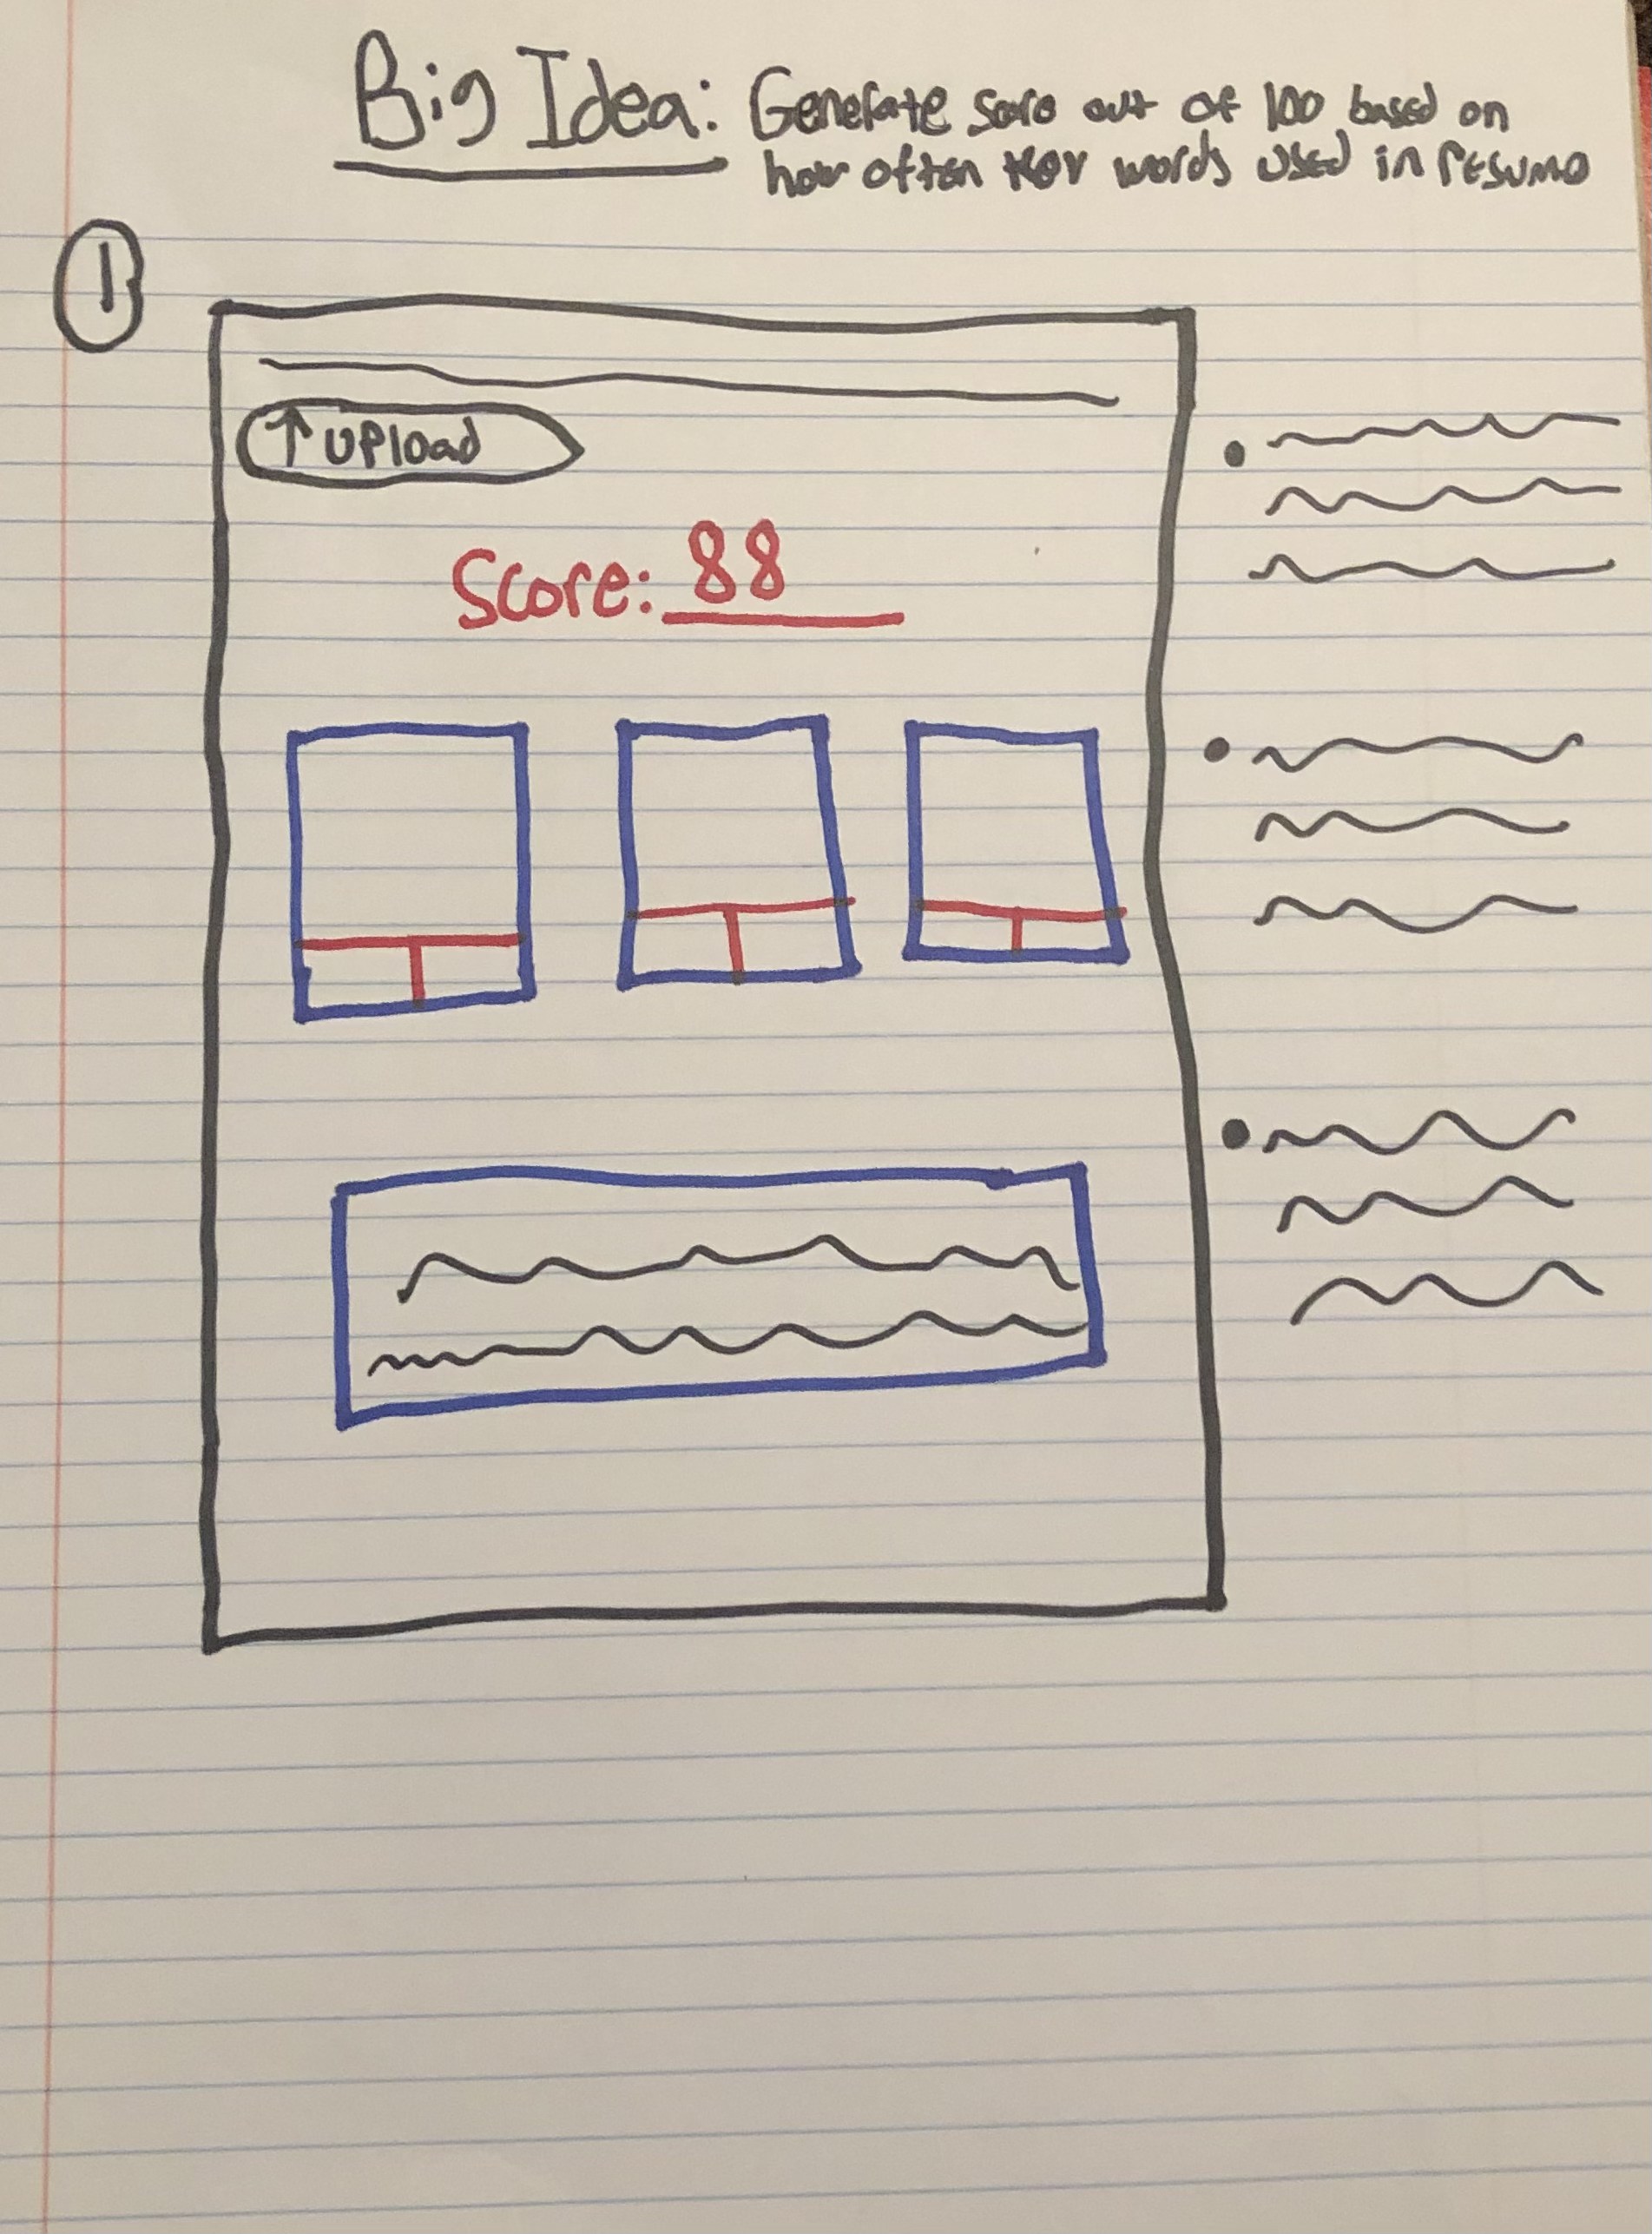 Big Idea: Generate score out of 100 based on
how often key words used in resume
1
↑ Upload
Score: 88